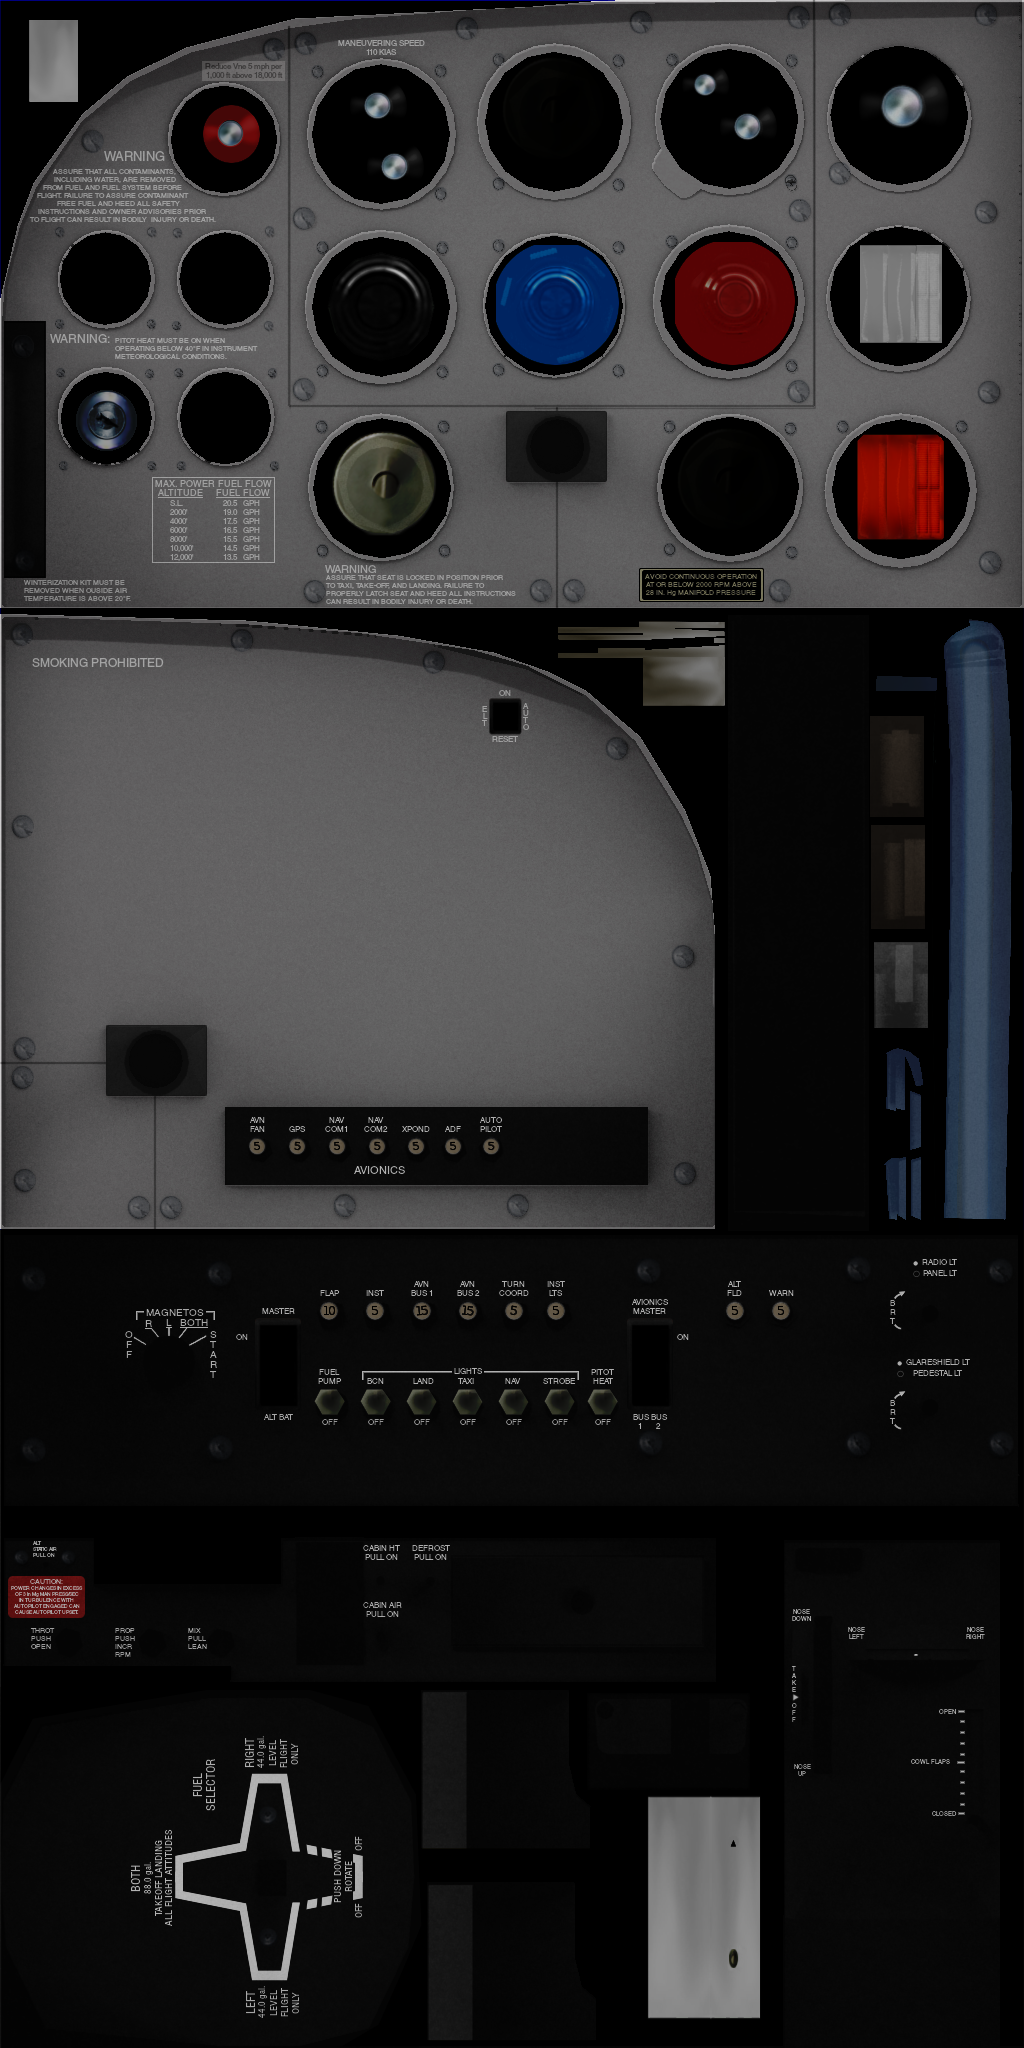 MANEUVERING SPEED
110 KIAS
Reduce Vne 5 mph per
1,000 ft above 18,000 ft
WARNING
ASSURE THAT ALL CONTAMINANTS,
INCLUDING WATER, ARE REMOVED
FROM FUEL AND FUEL SYSTEM BEFORE
FLIGHT. FAILURE TO ASSURE CONTAMINANT
FREE FUEL AND HEED ALL SAFETY
INSTRUCTIONS AND OWNER ADVISORIES PRIOR
TO FLIGHT CAN RESULT IN BODILY INJURY OR DEATH.
WARNING:
PITOT HEAT MUST BE ON WHEN
OPERATING BELOW 40°F IN INSTRUMENT
METEOROLOGICAL CONDITIONS.
MAX. POWER FUEL FLOW
ALTITUDE FUEL FLOW
S.L. 20.5 GPH
2000' 19.0 GPH
4000' 17.5 GPH
6000' 16.5 GPH
8000' 15.5 GPH
10,000' 14.5 GPH
12,000' 13.5 GPH
WINTERIZATION KIT MUST BE
REMOVED WHEN OUSIDE AIR
TEMPERATURE IS ABOVE 20°F.
WARNING
ASSURE THAT SEAT IS LOCKED IN POSITION PRIOR
TO TAXI, TAKE-OFF, AND LANDING. FAILURE TO
PROPERLY LATCH SEAT AND HEED ALL INSTRUCTIONS
CAN RESULT IN BODILY INJURY OR DEATH.
AVOID CONTINUOUS OPERATION
AT OR BELOW 2000 RPM ABOVE
28 IN. Hg MANIFOLD PRESSURE
SMOKING PROHIBITED
ON
ELT
AUTO
RESET
AVN FAN
GPS
NAV COM1
NAV COM2
XPOND
ADF
AUTO PILOT
5 5 5 5 5 5 5
AVIONICS
MAGNETOS
OFF
R
L
BOTH
START
MASTER
ON
ALT BAT
FLAP
INST
AVN BUS 1
AVN BUS 2
TURN COORD
INST LTS
10 5 15 15 5 5
FUEL PUMP
LIGHTS
BCN
LAND
TAXI
NAV
STROBE
PITOT HEAT
OFF OFF OFF OFF OFF OFF OFF
AVIONICS
MASTER
ON
BUS BUS
1 2
ALT FLD
WARN
5 5
RADIO LT
PANEL LT
BRT
GLARESHIELD LT
PEDESTAL LT
BRT
ALT
STATIC AIR
PULL ON
CAUTION:
POWER CHANGES IN EXCESS
OF 3 In Mg MAN PRESS/SEC
IN TURBULENCE WITH
AUTOPILOT ENGAGED CAN
CAUSE AUTOPILOT UPSET.
THROT
PUSH
OPEN
PROP
PUSH
INCR
RPM
MIX
PULL
LEAN
CABIN HT
PULL ON
DEFROST
PULL ON
CABIN AIR
PULL ON
NOSE
DOWN
TAKE OFF
NOSE
UP
NOSE
LEFT
NOSE
RIGHT
OPEN
COWL FLAPS
CLOSED
FUEL
SELECTOR
RIGHT
44.0 gal.
LEVEL
FLIGHT
ONLY
BOTH
88.0 gal.
TAKEOFF LANDING
ALL FLIGHT ATTITUDES
PUSH DOWN
ROTATE
OFF
OFF
LEFT
44.0 gal.
LEVEL
FLIGHT
ONLY